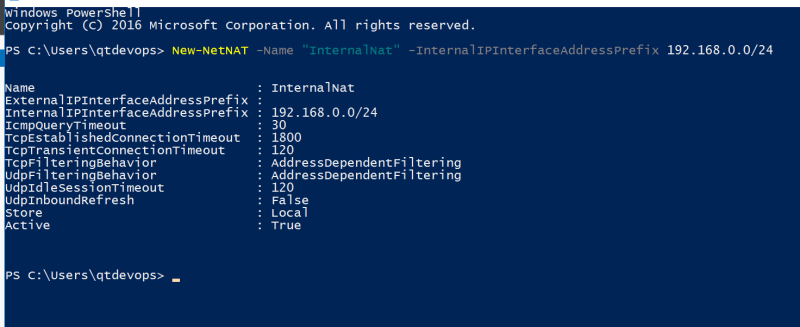 Windows PowerShell
Copyright (C) 2016 Microsoft Corporation. All rights reserved.
PS C:\Users\qtdevops> New-NetNAT -Name "InternalNat" -InternalIPInterfaceAddressPrefix 192.168.0.0/24
Name                             : InternalNat
ExternalIPInterfaceAddressPrefix :
InternalIPInterfaceAddressPrefix : 192.168.0.0/24
IcmpQueryTimeout                 : 30
TcpEstablishedConnectionTimeout  : 1800
TcpTransientConnectionTimeout    : 120
TcpFilteringBehavior             : AddressDependentFiltering
UdpFilteringBehavior             : AddressDependentFiltering
UdpIdleSessionTimeout            : 120
UdpInboundRefresh                : False
Store                            : Local
Active                           : True
PS C:\Users\qtdevops> _